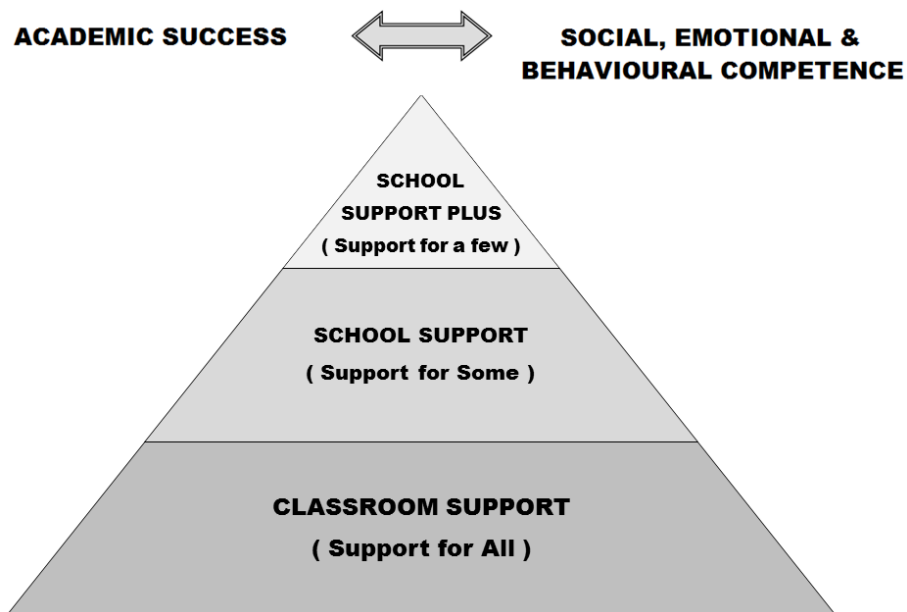 ACADEMIC SUCCESS
SOCIAL, EMOTIONAL &
BEHAVIOURAL COMPETENCE
SCHOOL
SUPPORT PLUS
( Support for a few )
SCHOOL SUPPORT
( Support for Some )
CLASSROOM SUPPORT
( Support for All )